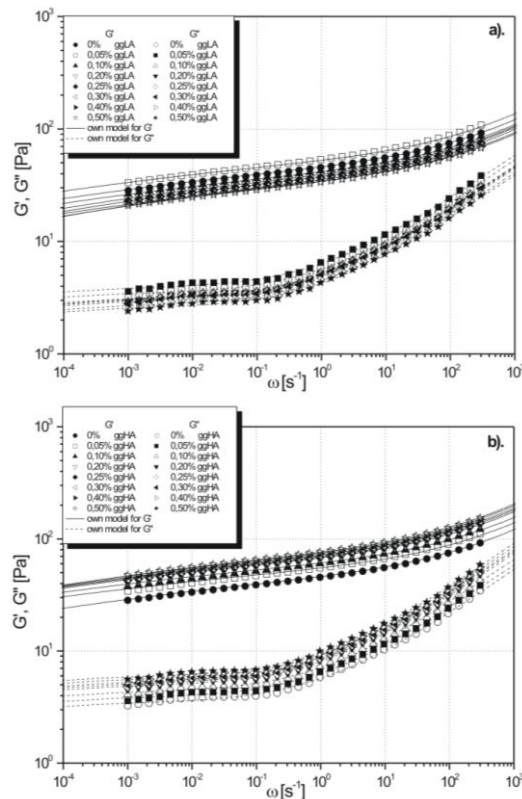 a).
G' G''
0% ggLA 0% ggLA
0,05% ggLA 0,05% ggLA
0,10% ggLA 0,10% ggLA
0,20% ggLA 0,20% ggLA
0,25% ggLA 0,25% ggLA
0,30% ggLA 0,30% ggLA
0,40% ggLA 0,40% ggLA
0,50% ggLA 0,50% ggLA
own model for G'
own model for G''
10³
10²
10¹
10⁰
G', G'' [Pa]
10⁻⁴ 10⁻³ 10⁻² 10⁻¹ 10⁰ 10¹ 10² 10³
ω [s⁻¹]
b).
G' G''
0% ggHA 0% ggHA
0,05% ggHA 0,05% ggHA
0,10% ggHA 0,10% ggHA
0,20% ggHA 0,20% ggHA
0,25% ggHA 0,25% ggHA
0,30% ggHA 0,30% ggHA
0,40% ggHA 0,40% ggHA
0,50% ggHA 0,50% ggHA
own model for G'
own model for G''
10³
10²
10¹
10⁰
G', G'' [Pa]
10⁻⁴ 10⁻³ 10⁻² 10⁻¹ 10⁰ 10¹ 10² 10³
ω [s⁻¹]